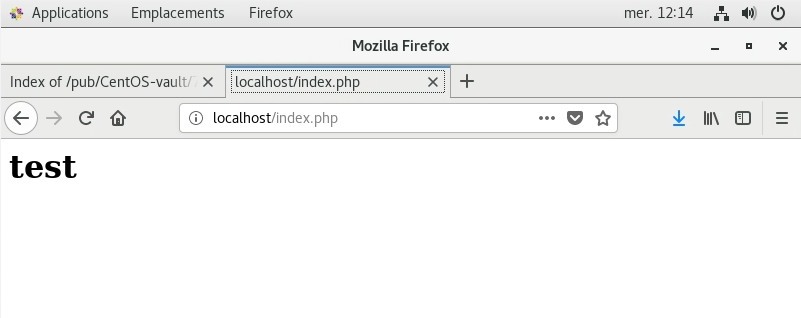 Applications Emplacements Firefox mer. 12:14
Mozilla Firefox
Index of /pub/CentOS-vault/ localhost/index.php
localhost/index.php
test